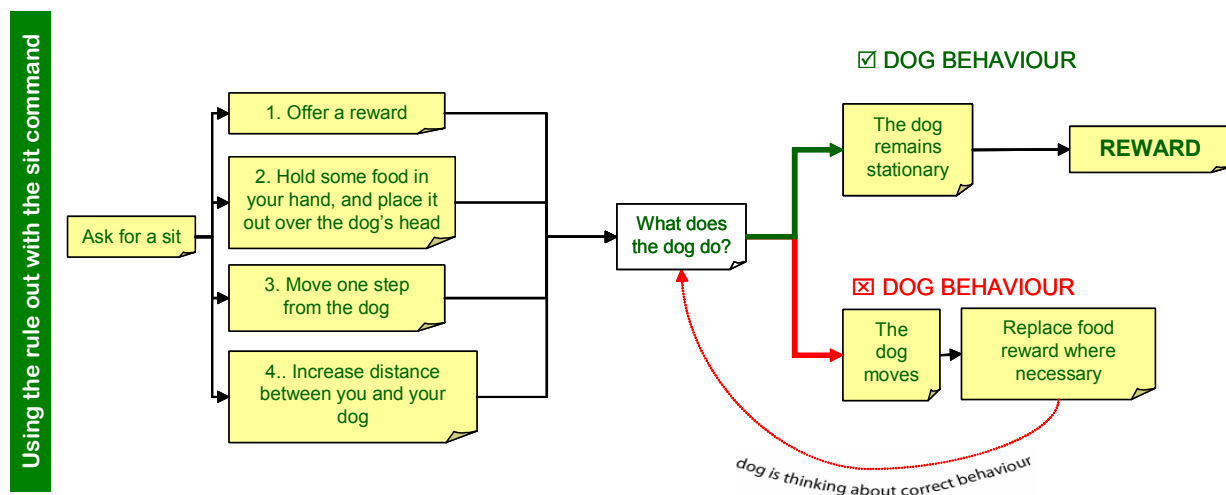 Using the rule out with the sit command
Ask for a sit
1. Offer a reward
2. Hold some food in
your hand, and place it
out over the dog's head
3. Move one step
from the dog
4.. Increase distance
between you and your
dog
What does
the dog do?
☑ DOG BEHAVIOUR
The dog
remains
stationary
REWARD
☒ DOG BEHAVIOUR
The
dog
moves
Replace food
reward where
necessary
dog is thinking about correct behaviour